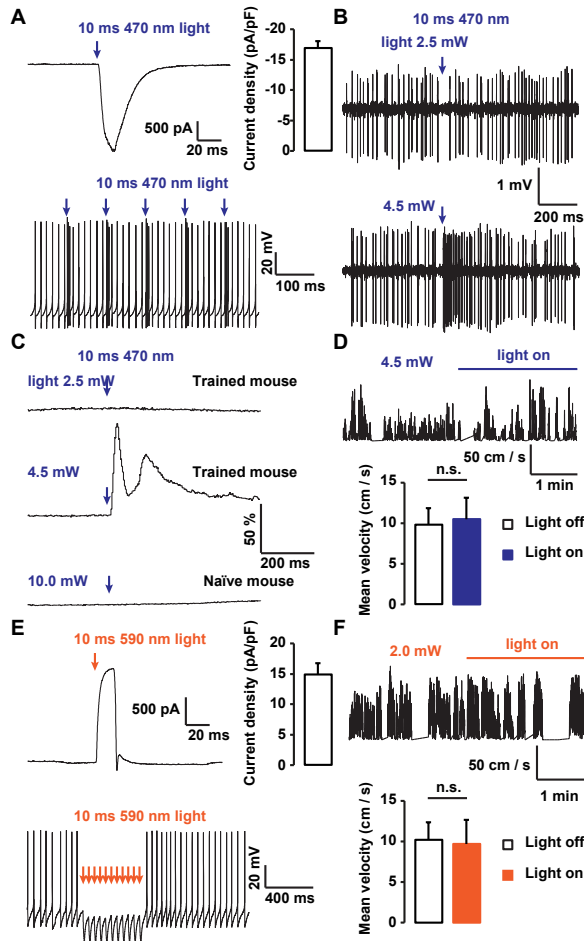 A
10 ms 470 nm light
500 pA
20 ms
Current density (pA/pF)
-20
-15
-10
-5
0
10 ms 470 nm light
20 mV
100 ms
B
10 ms 470 nm
light 2.5 mW
1 mV
200 ms
4.5 mW
C
10 ms 470 nm
light 2.5 mW
Trained mouse
4.5 mW
Trained mouse
50 %
200 ms
10.0 mW
Naïve mouse
D
4.5 mW
light on
50 cm / s
1 min
Mean velocity (cm / s)
15
10
5
0
n.s.
Light off
Light on
E
10 ms 590 nm light
500 pA
20 ms
Current density (pA/pF)
20
15
10
5
0
10 ms 590 nm light
20 mV
400 ms
F
2.0 mW
light on
50 cm / s
1 min
Mean velocity (cm / s)
15
10
5
0
n.s.
Light off
Light on